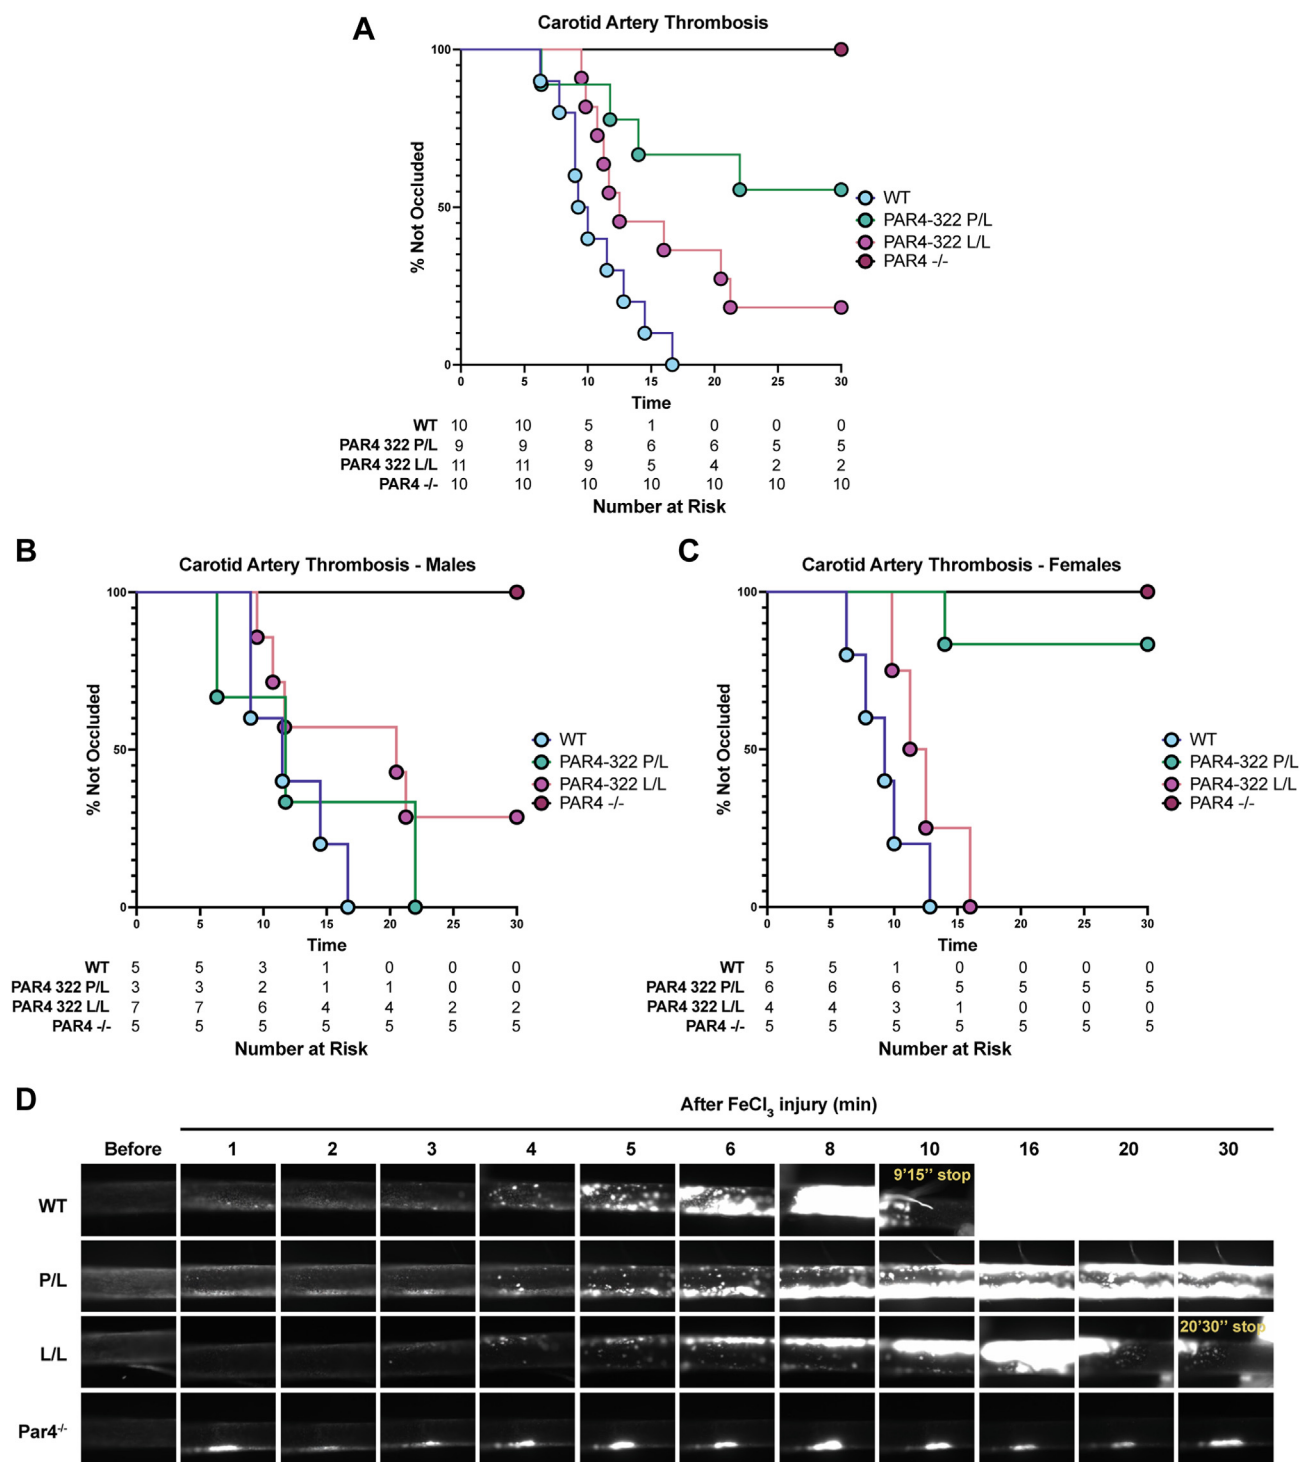 A
Carotid Artery Thrombosis
% Not Occluded
100
50
0
0 5 10 15 20 25 30
Time
WT
PAR4-322 P/L
PAR4-322 L/L
PAR4 -/-
WT 10 10 5 1 0 0 0
PAR4 322 P/L 9 9 8 6 6 5 5
PAR4 322 L/L 11 11 9 5 4 2 2
PAR4 -/- 10 10 10 10 10 10 10
Number at Risk
B
Carotid Artery Thrombosis - Males
% Not Occluded
100
50
0
0 5 10 15 20 25 30
Time
WT
PAR4-322 P/L
PAR4-322 L/L
PAR4 -/-
WT 5 5 3 1 0 0 0
PAR4 322 P/L 3 3 2 1 1 0 0
PAR4 322 L/L 7 7 6 4 4 2 2
PAR4 -/- 5 5 5 5 5 5 5
Number at Risk
C
Carotid Artery Thrombosis - Females
% Not Occluded
100
50
0
0 5 10 15 20 25 30
Time
WT
PAR4-322 P/L
PAR4-322 L/L
PAR4 -/-
WT 5 5 1 0 0 0 0
PAR4 322 P/L 6 6 6 5 5 5 5
PAR4 322 L/L 4 4 3 1 0 0 0
PAR4 -/- 5 5 5 5 5 5 5
Number at Risk
D
After FeCl₃ injury (min)
Before 1 2 3 4 5 6 8 10 16 20 30
WT
9'15'' stop
P/L
L/L
20'30'' stop
Par4⁻/⁻